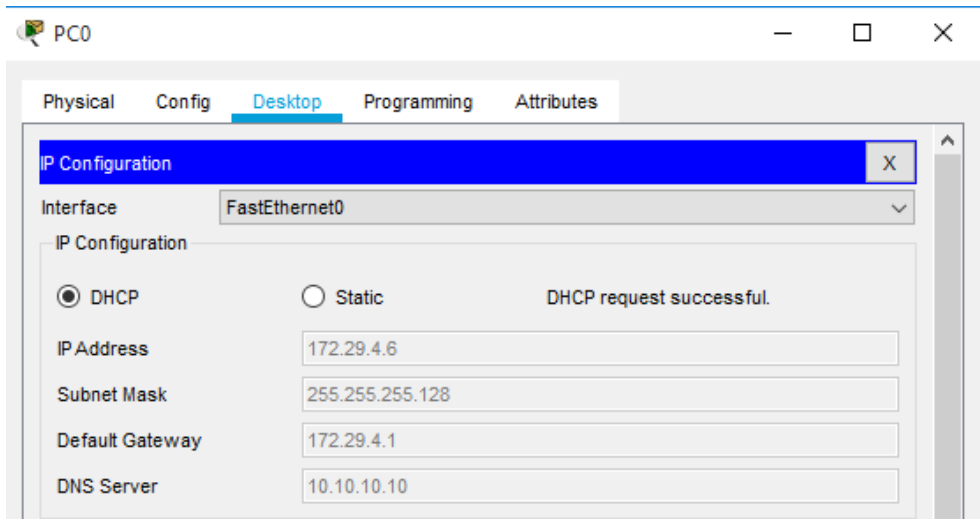 PC0
Physical Config Desktop Programming Attributes
IP Configuration X
Interface FastEthernet0
IP Configuration
DHCP Static DHCP request successful.
IP Address 172.29.4.6
Subnet Mask 255.255.255.128
Default Gateway 172.29.4.1
DNS Server 10.10.10.10